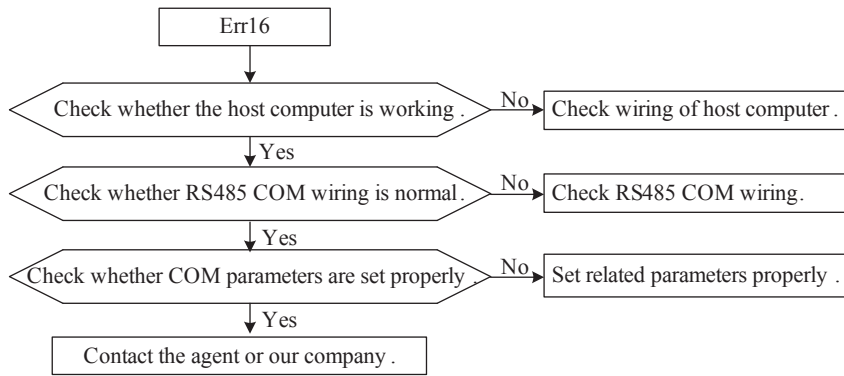 Err16
Check whether the host computer is working .
No
Check wiring of host computer .
Yes
Check whether RS485 COM wiring is normal.
No
Check RS485 COM wiring.
Yes
Check whether COM parameters are set properly .
No
Set related parameters properly .
Yes
Contact the agent or our company .